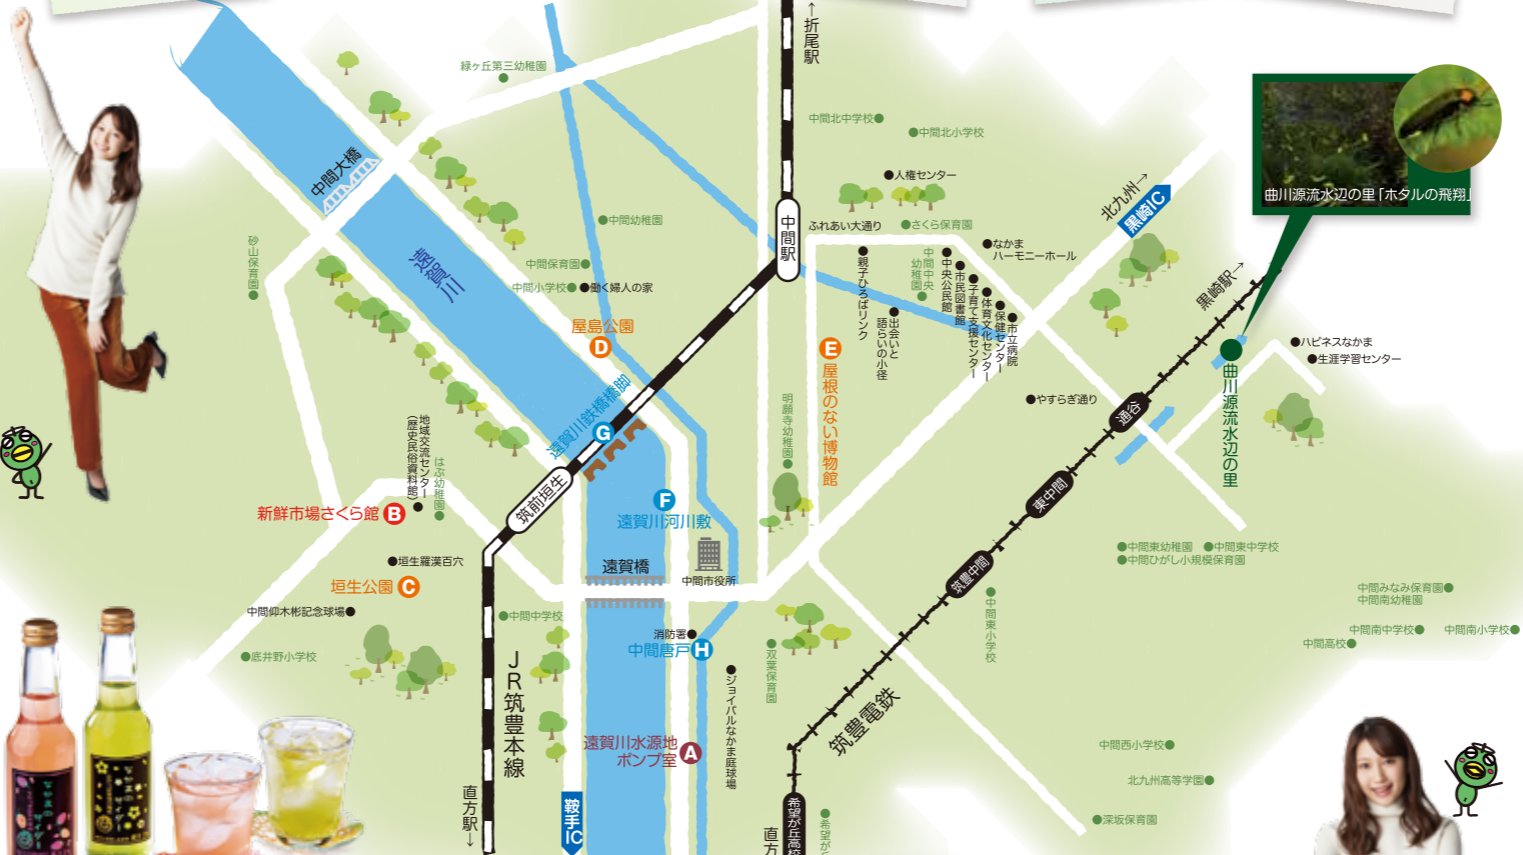 ↑折尾駅
緑ヶ丘第三幼稚園
中間北中学校
中間北小学校
人権センター
曲川源流水辺の里「ホタルの飛翔」
中間大橋
北九州→
黒崎IC
中間駅
ふれあい大通り
さくら保育園
なかま
ハーモニーホール
中間幼稚園
砂山保育園
遠賀川
中間保育園
中間小学校
働く婦人の家
親子ひろばリンク
出会いと
語らいの小径
中間中央
幼稚園
中央公民館
市民図書館
子育て支援センター
体育文化センター
保健センター
市立病院
黒崎駅→
ハピネスなかま
生涯学習センター
屋島公園
D
E
屋根のない博物館
曲川源流水辺の里
やすらぎ通り
通谷
明願寺幼稚園
遠賀川鉄橋橋脚
G
地域交流センター
(歴史民俗資料館)
はぶ幼稚園
新鮮市場さくら館 B
筑前垣生
F
遠賀川河川敷
東中間
垣生羅漢百穴
垣生公園 C
中間仰木彬記念球場
遠賀橋
中間市役所
筑豊中間
中間東幼稚園
中間東中学校
中間ひがし小規模保育園
中間みなみ保育園
中間南幼稚園
中間南中学校
中間南小学校
中間高校
中間東小学校
中間中学校
底井野小学校
消防署
中間唐戸 H
双葉保育園
ジョイパルなかま庭球場
JR筑豊本線
筑豊電鉄
遠賀川水源地
ポンプ室
A
中間西小学校
北九州高等学園
深坂保育園
直方駅↓
鞍手IC
希望が丘高校
直方
希望が丘
なかまの
サイダー
なかまの
サイダー